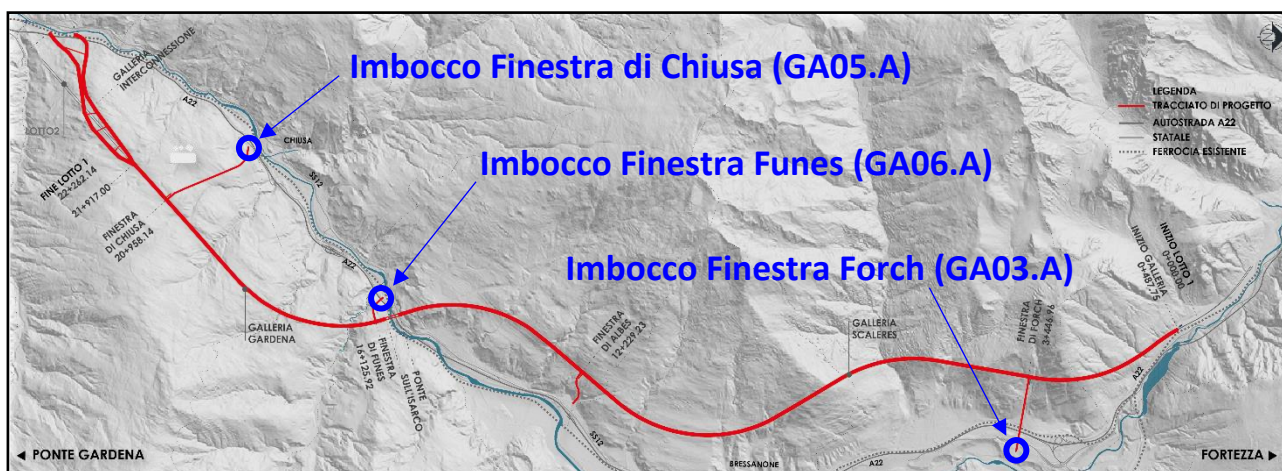 Imbocco Finestra di Chiusa (GA05.A)
Imbocco Finestra Funes (GA06.A)
Imbocco Finestra Forch (GA03.A)
LEGENDA
TRACCIATO DI PROGETTO
AUTOSTRADA A22
STATALE
FERROCIA ESISTENTE
GALLERIA
INTERCONNESSIONE
A22
LOTTO2
CHIUSA
SS12
FINE LOTTO 1
22+262.14
21+917.00
FINESTRA
DI CHIUSA
20+958.14
A22
GALLERIA
GARDENA
FINESTRA
DI FUNES
16+125.92
PONTE
SULL'ISARCO
SS12
FINESTRA
DI ALBES
12+229.23
GALLERIA
SCALERES
FINESTRA
DI FORCH
3+446.96
INIZIO LOTTO 1
0+000.00
INIZIO GALLERIA
0+487.75
A22
A22
BRESSANONE
PONTE GARDENA
FORTEZZA